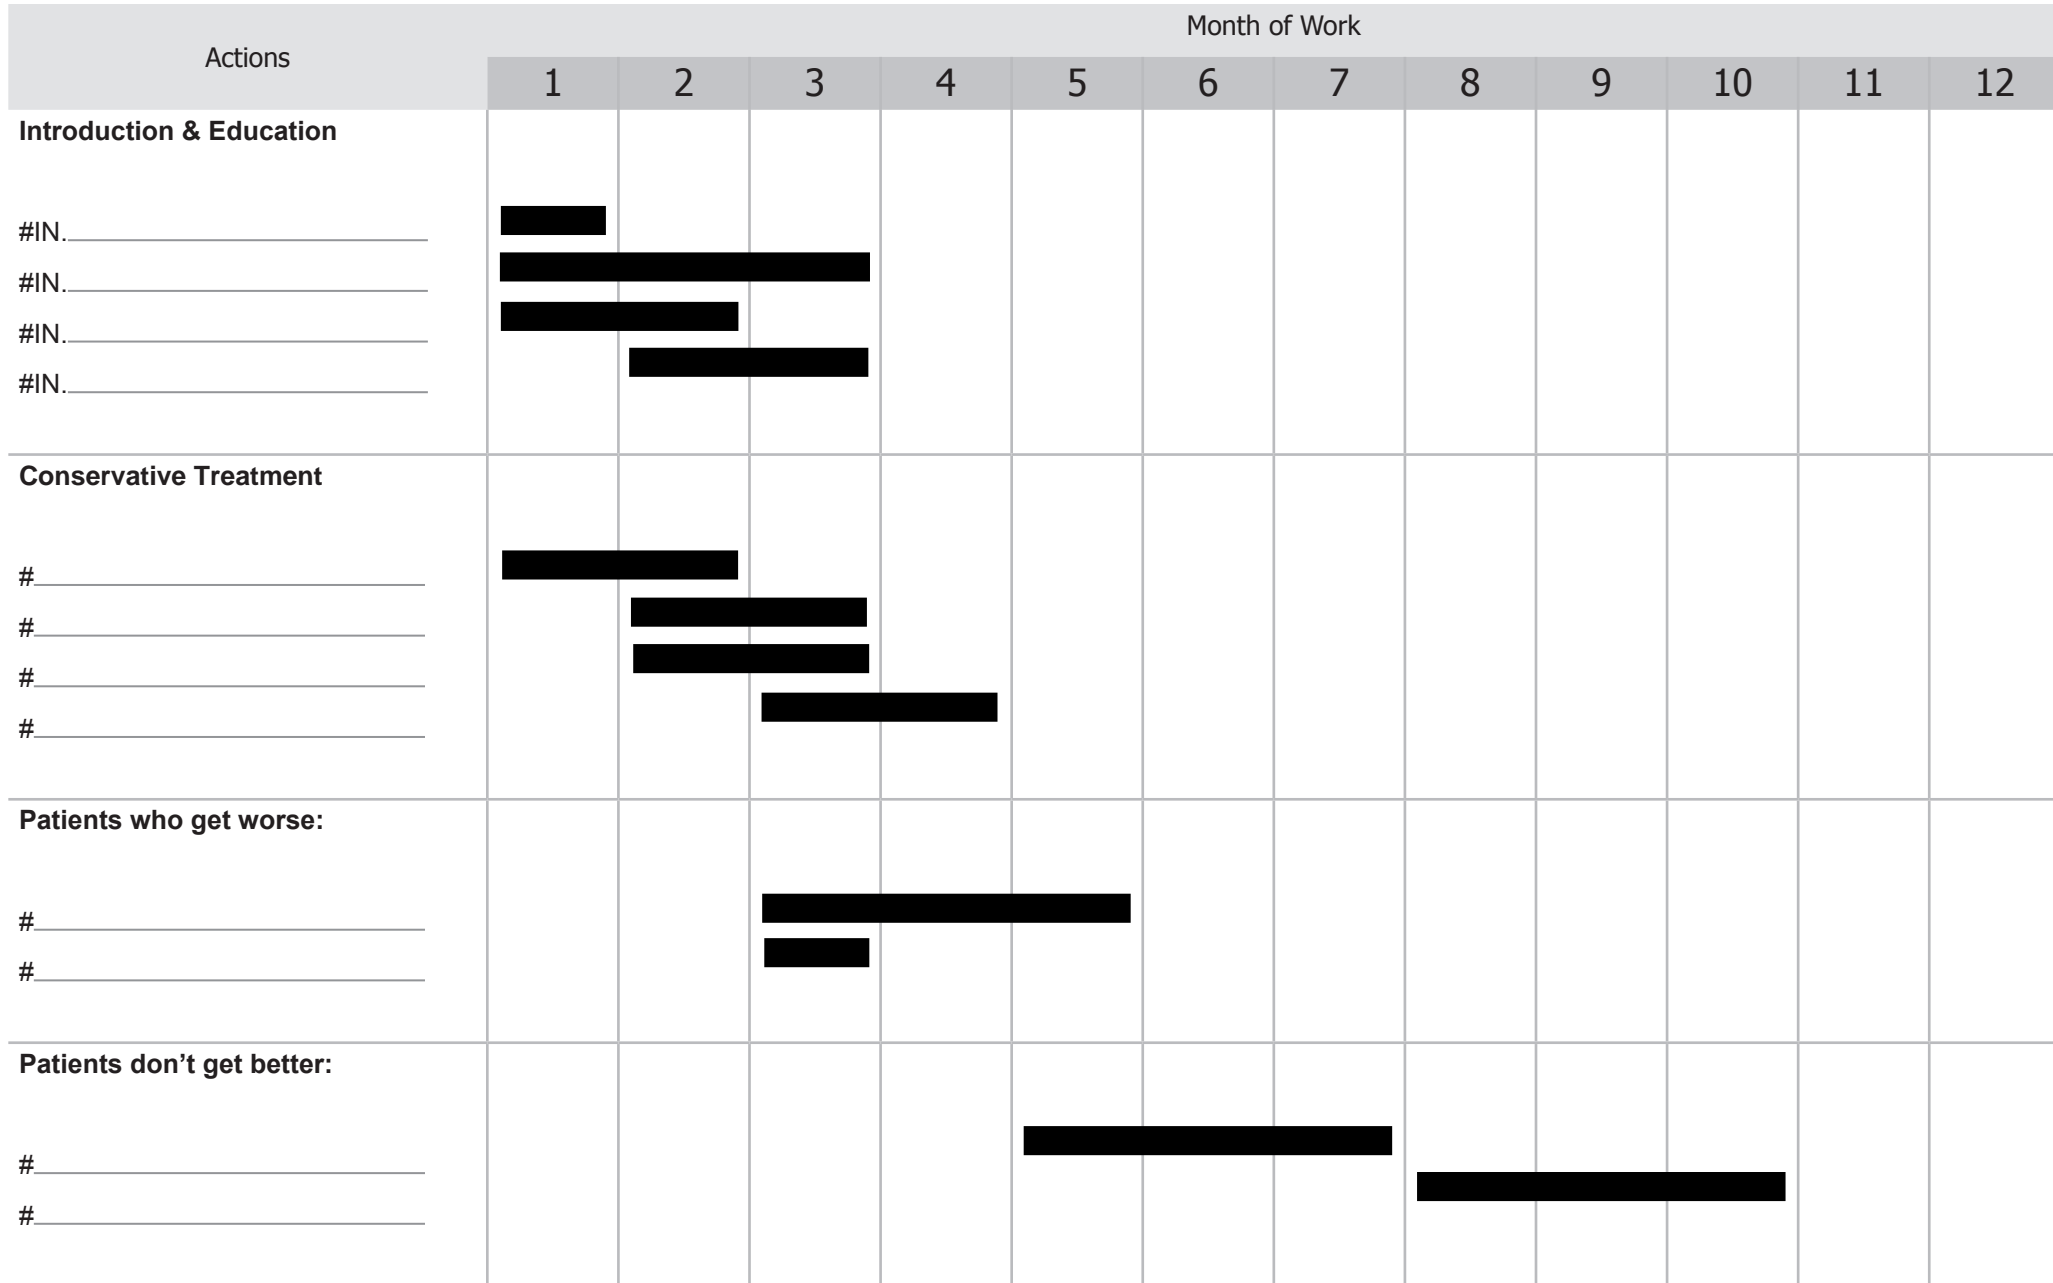 Month of Work
Actions
1 2 3 4 5 6 7 8 9 10 11 12
Introduction & Education
#IN.
#IN.
#IN.
#IN.
Conservative Treatment
#
#
#
#
Patients who get worse:
#
#
Patients don’t get better:
#
#